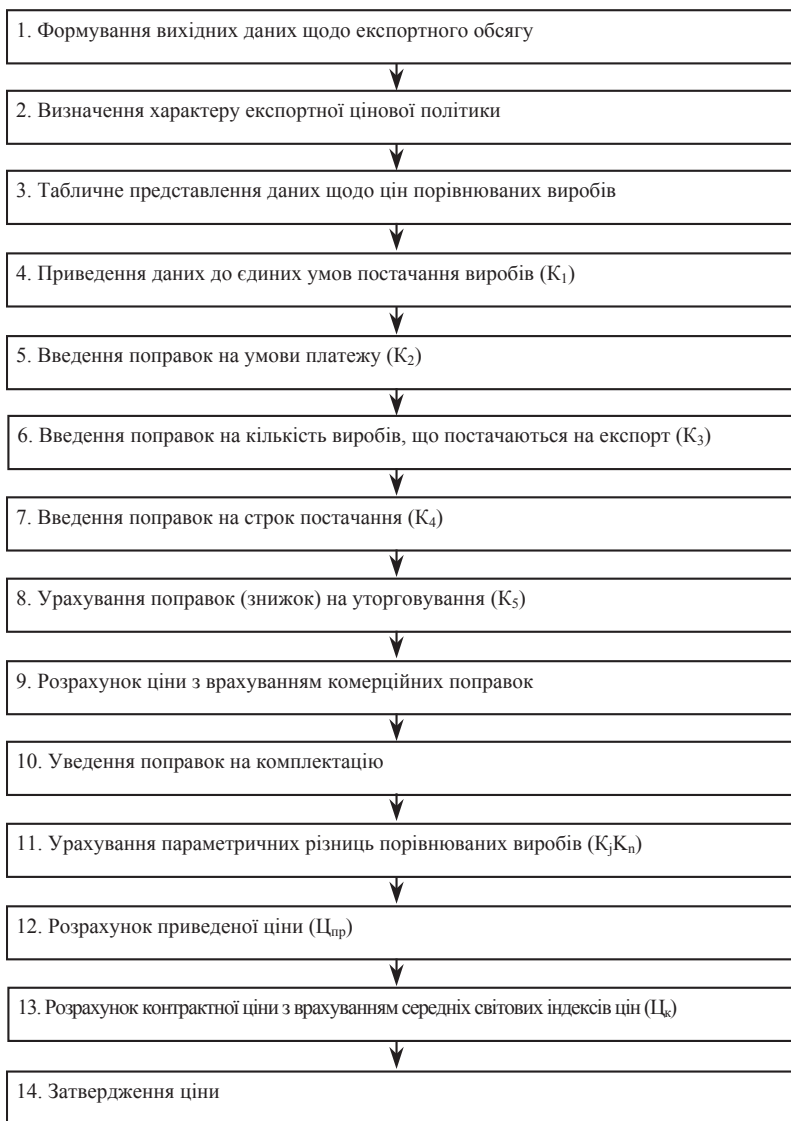 1. Формування вихідних даних щодо експортного обсягу
2. Визначення характеру експортної цінової політики
3. Табличне представлення даних щодо цін порівнюваних виробів
4. Приведення даних до єдиних умов постачання виробів (К₁)
5. Введення поправок на умови платежу (К₂)
6. Введення поправок на кількість виробів, що постачаються на експорт (К₃)
7. Введення поправок на строк постачання (К₄)
8. Урахування поправок (знижок) на уторговування (К₅)
9. Розрахунок ціни з врахуванням комерційних поправок
10. Уведення поправок на комплектацію
11. Урахування параметричних різниць порівнюваних виробів (КⱼКₙ)
12. Розрахунок приведеної ціни (Цпр)
13. Розрахунок контрактної ціни з врахуванням середніх світових індексів цін (Цк)
14. Затвердження ціни